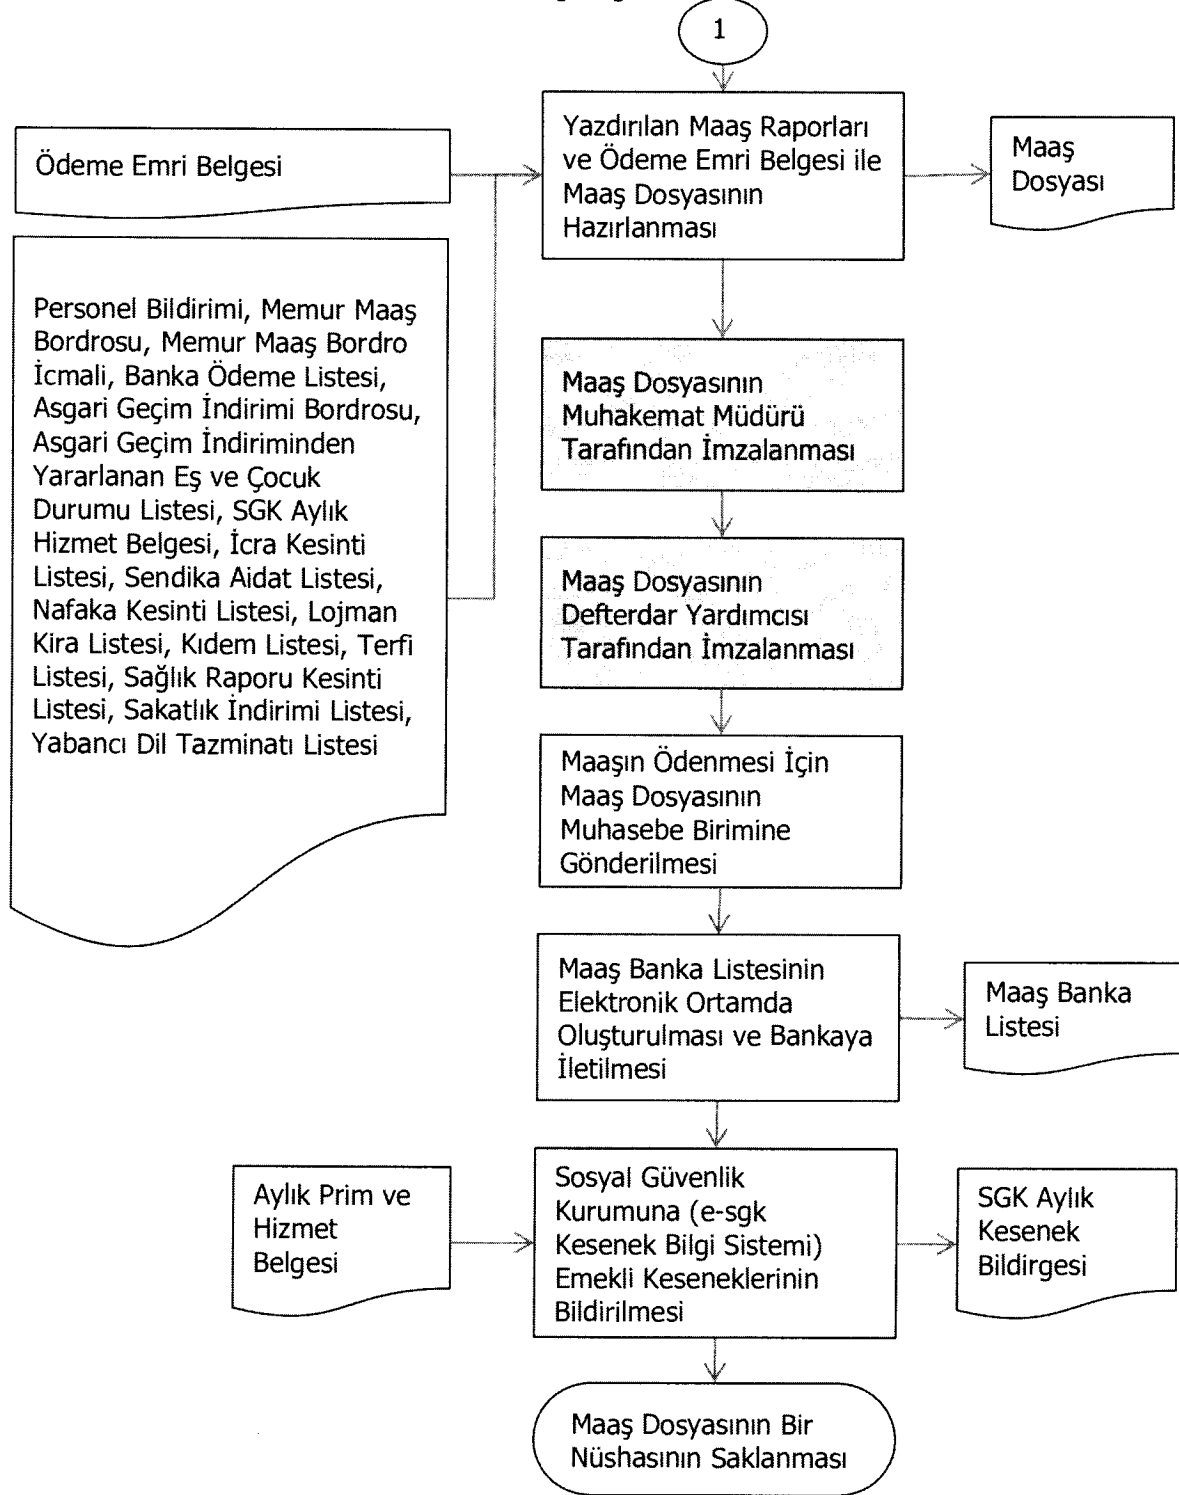 1
Ödeme Emri Belgesi
Yazdırılan Maaş Raporları
ve Ödeme Emri Belgesi ile
Maaş Dosyasının
Hazırlanması
Maaş
Dosyası
Personel Bildirimi, Memur Maaş
Bordrosu, Memur Maaş Bordro
İcmali, Banka Ödeme Listesi,
Asgari Geçim İndirimi Bordrosu,
Asgari Geçim İndiriminden
Yararlanan Eş ve Çocuk
Durumu Listesi, SGK Aylık
Hizmet Belgesi, İcra Kesinti
Listesi, Sendika Aidat Listesi,
Nafaka Kesinti Listesi, Lojman
Kira Listesi, Kıdem Listesi, Terfi
Listesi, Sağlık Raporu Kesinti
Listesi, Sakatlık İndirimi Listesi,
Yabancı Dil Tazminatı Listesi
Maaş Dosyasının
Muhakemat Müdürü
Tarafından İmzalanması
Maaş Dosyasının
Defterdar Yardımcısı
Tarafından İmzalanması
Maaşın Ödenmesi İçin
Maaş Dosyasının
Muhasebe Birimine
Gönderilmesi
Maaş Banka Listesinin
Elektronik Ortamda
Oluşturulması ve Bankaya
İletilmesi
Maaş Banka
Listesi
Aylık Prim ve
Hizmet
Belgesi
Sosyal Güvenlik
Kurumuna (e-sgk
Kesenek Bilgi Sistemi)
Emekli Keseneklerinin
Bildirilmesi
SGK Aylık
Kesenek
Bildirgesi
Maaş Dosyasının Bir
Nüshasının Saklanması